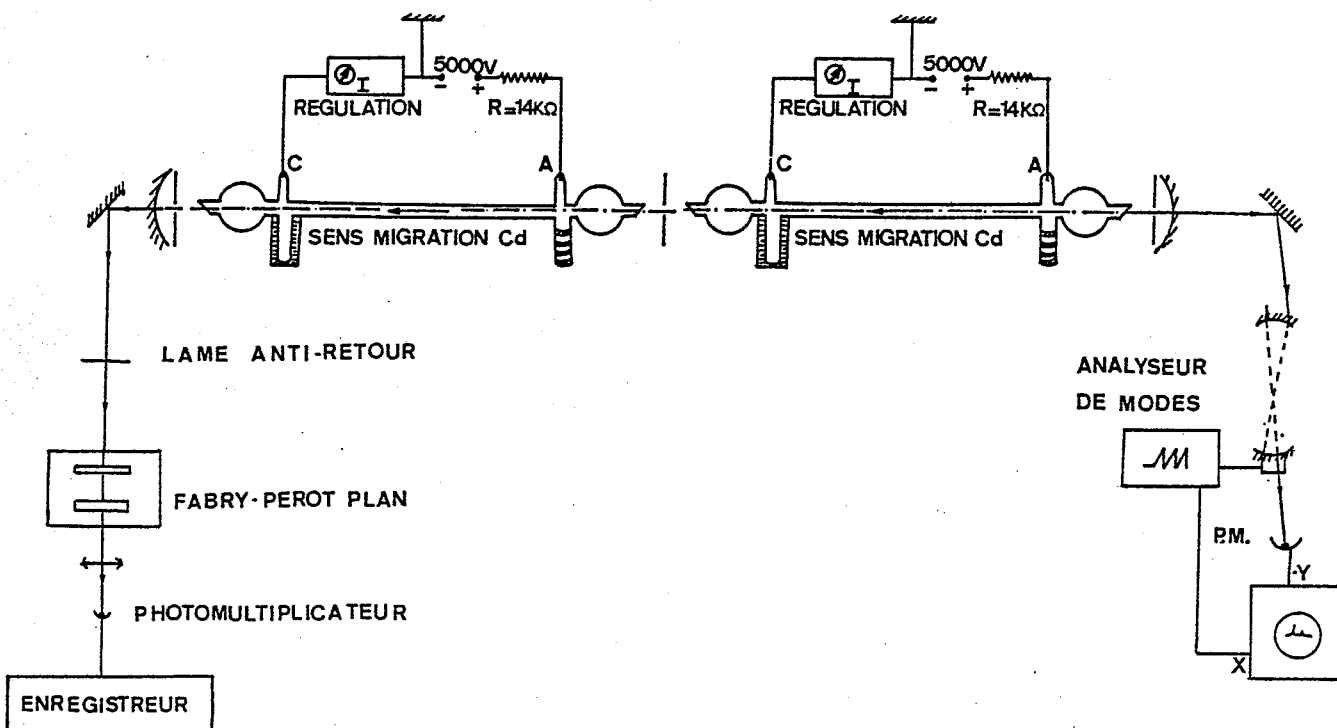 5000V
I
- +
REGULATION
R=14KΩ
5000V
I
- +
REGULATION
R=14KΩ
C
A
C
A
SENS MIGRATION Cd
SENS MIGRATION Cd
LAME ANTI-RETOUR
ANALYSEUR
DE MODES
FABRY-PEROT PLAN
P.M.
Y
PHOTOMULTIPLICATEUR
X
ENREGISTREUR